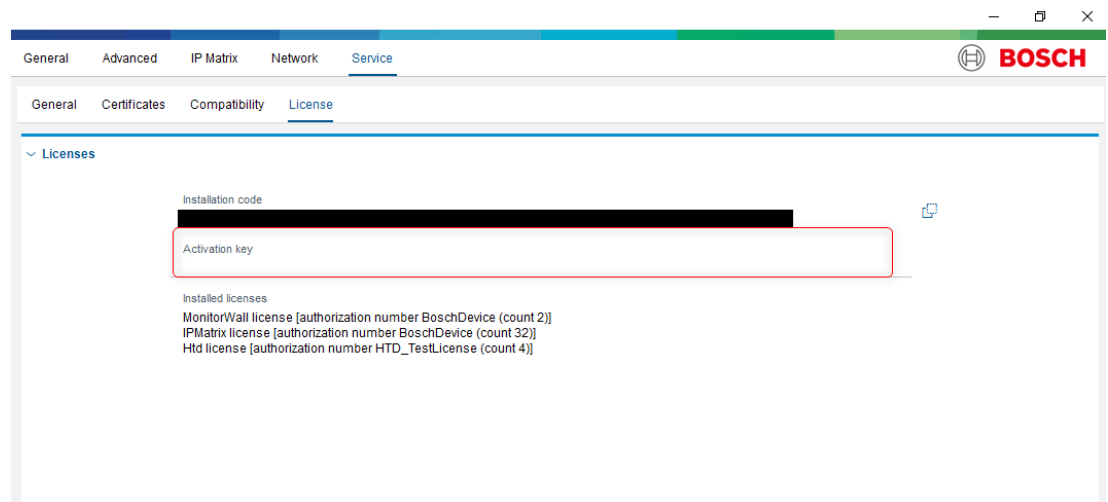 General Advanced IP Matrix Network Service BOSCH
General Certificates Compatibility License
Licenses
Installation code
Activation key
Installed licenses
MonitorWall license [authorization number BoschDevice (count 2)]
IPMatrix license [authorization number BoschDevice (count 32)]
Htd license [authorization number HTD_TestLicense (count 4)]